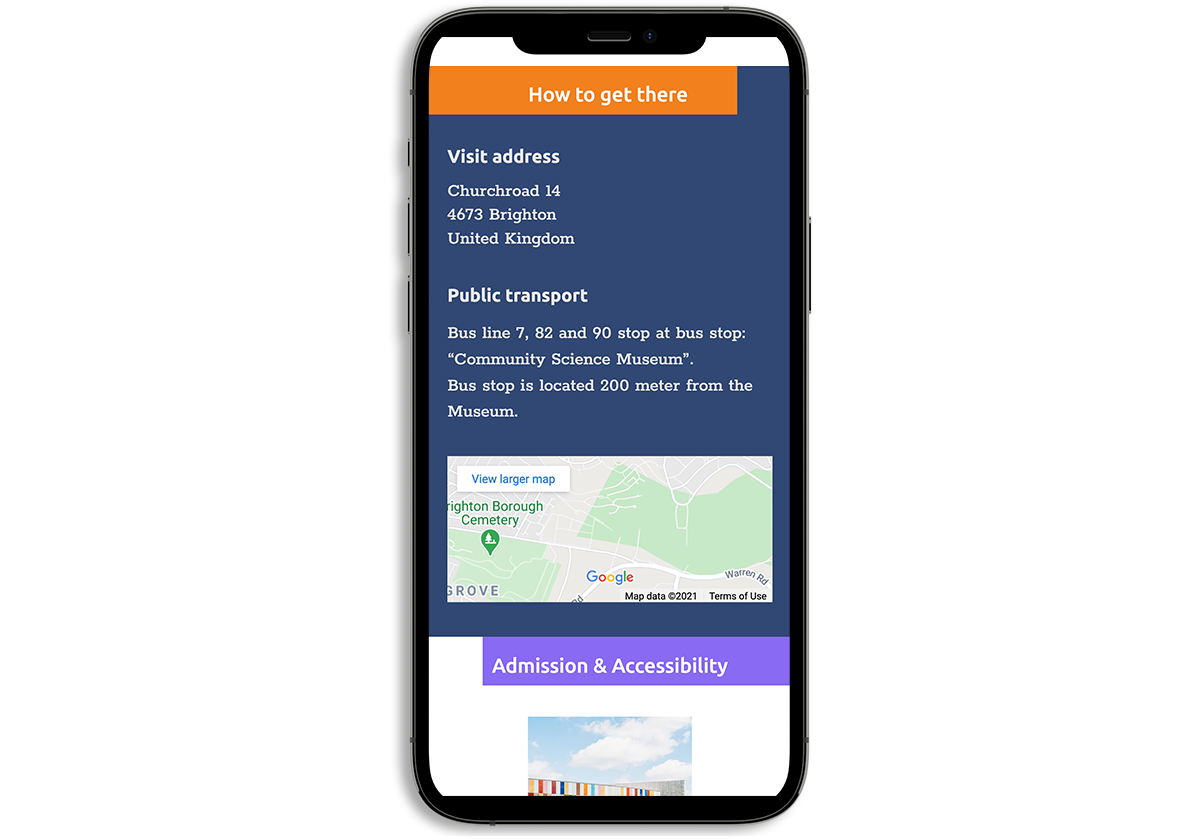 How to get there
Visit address
Churchroad 14
4673 Brighton
United Kingdom
Public transport
Bus line 7, 82 and 90 stop at bus stop:
“Community Science Museum”.
Bus stop is located 200 meter from the
Museum.
View larger map
righton Borough
Cemetery
Google
Warren Rd
GROVE
Rd
Map data ©2021 Terms of Use
Admission & Accessibility